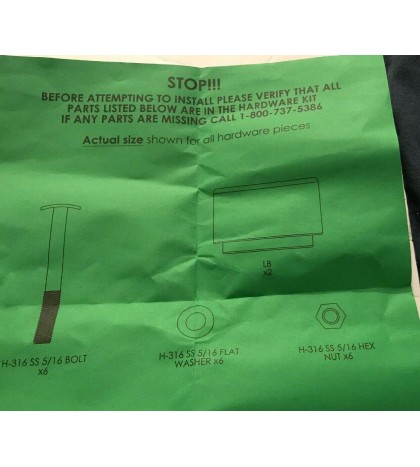 STOP!!!
BEFORE ATTEMPTING TO INSTALL PLEASE VERIFY THAT ALL
PARTS LISTED BELOW ARE IN THE HARDWARE KIT
IF ANY PARTS ARE MISSING CALL 1-800-737-5386
Actual size shown for all hardware pieces
LB
x2
H-316 SS 5/16 BOLT
x6
H-316 SS 5/16 FLAT
WASHER x6
H-316 SS 5/16 HEX
NUT x6